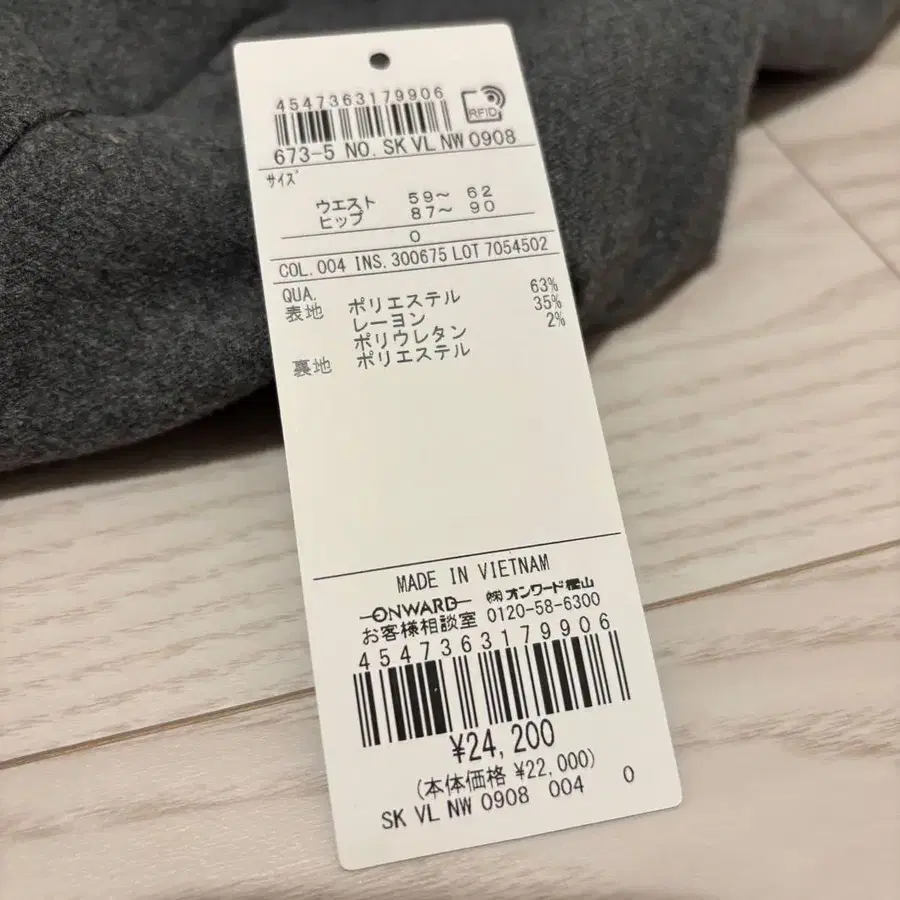 4547363179906
RFID
673-5 NO. SK VL NW 0908
サイズ
ウエスト 59～ 62
ヒップ 87～ 90
0
COL. 004 INS. 300675 LOT 7054502
QUA.
表地 ポリエステル 63%
レーヨン 35%
ポリウレタン 2%
裏地 ポリエステル
MADE IN VIETNAM
ONWARD ㈱オンワード樫山
お客様相談室 0120-58-6300
4547363179906
¥24,200
(本体価格 ¥22,000)
SK VL NW 0908 004 0